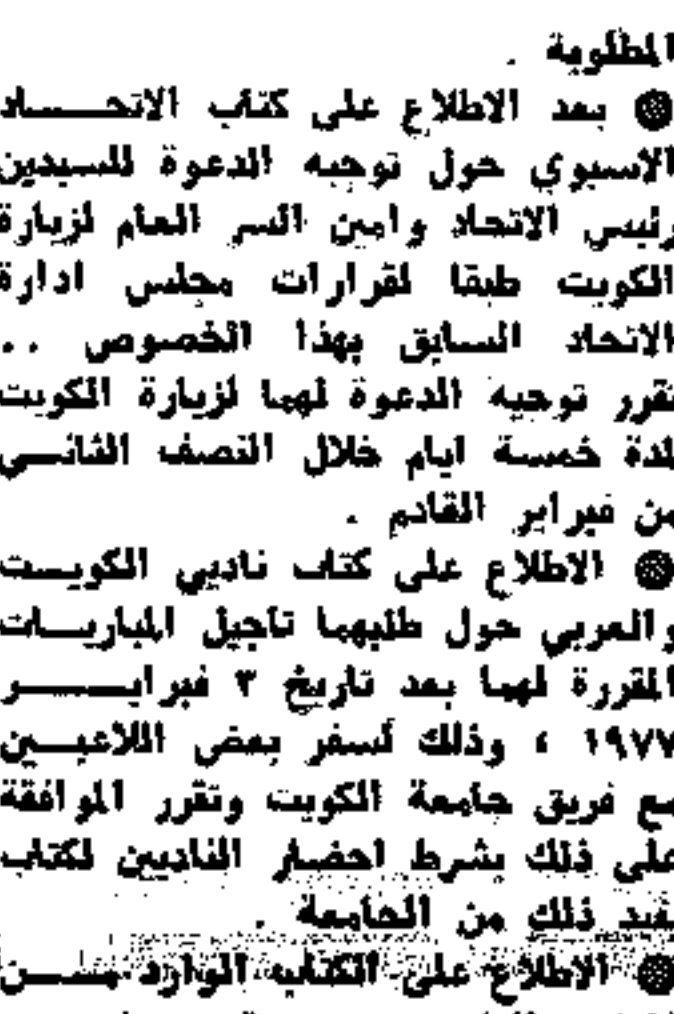 المطلوبة .
● بعد الاطلاع على كتاب الاتحـــــاد
الاسيوي حول توجيه الدعوة للسيدين
رئيس الاتحاد وامين السر العام لزيارة
الكويت طبقا لقرارات مجلس ادارة
الاتحاد السابق بهذا الخصوص ..
تقرر توجيه الدعوة لهما لزيارة الكويت
لمدة خمسة ايام خلال النصف الثانـــي
من فبراير القادم .
● الاطلاع على كتاب ناديي الكويـــت
والعربي حول طلبهما تأجيل المباريـــات
المقررة لهما بعد تاريخ ٣ فبرايـــــــر
١٩٧٧ ، وذلك لسفر بعض اللاعبـــين
مع فريق جامعة الكويت وتقرر الموافقة
على ذلك بشرط احضار الناديين لكتاب
يفيد ذلك من الجامعة .
● الاطلاع على الكتاب الوارد مـــن